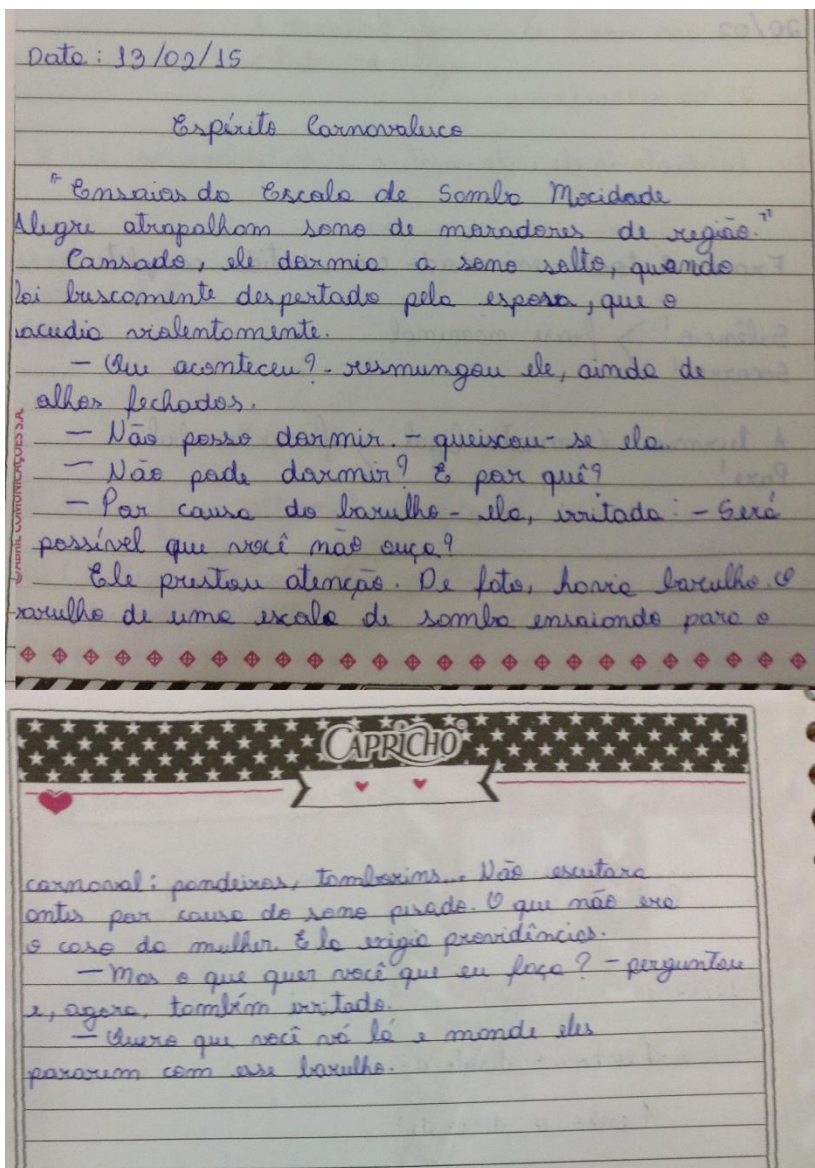 Data: 13/02/15
Espírito Carnavaluco
"Ensaios da Escola de Samba Mocidade
Alegre atrapalham sono de moradores de região."
Cansado, ele dormia a sono solto, quando
foi buscamente despertado pela esposa, que o
sacudia violentamente.
— Que aconteceu? - resmungou ele, ainda de
olhos fechados.
— Não posso dormir. - queixou-se ela.
— Não pode dormir? E por quê?
— Por causa do barulho - ela, irritada: - Será
possível que você não ouça?
Ele prestou atenção. De fato, havia barulho. O
barulho de uma escola de samba ensaiando para o
©ABRIL COMUNICAÇÕES S.A.
CAPRICHO
carnaval: pandeiros, tamborins... Não escutara
antes por causa do sono pesado. O que não era
o caso da mulher. Ela exigia providências.
— Mas o que quer você que eu faça? - perguntou
e, agora, também irritado.
— Quero que você vá lá e mande eles
pararem com esse barulho.